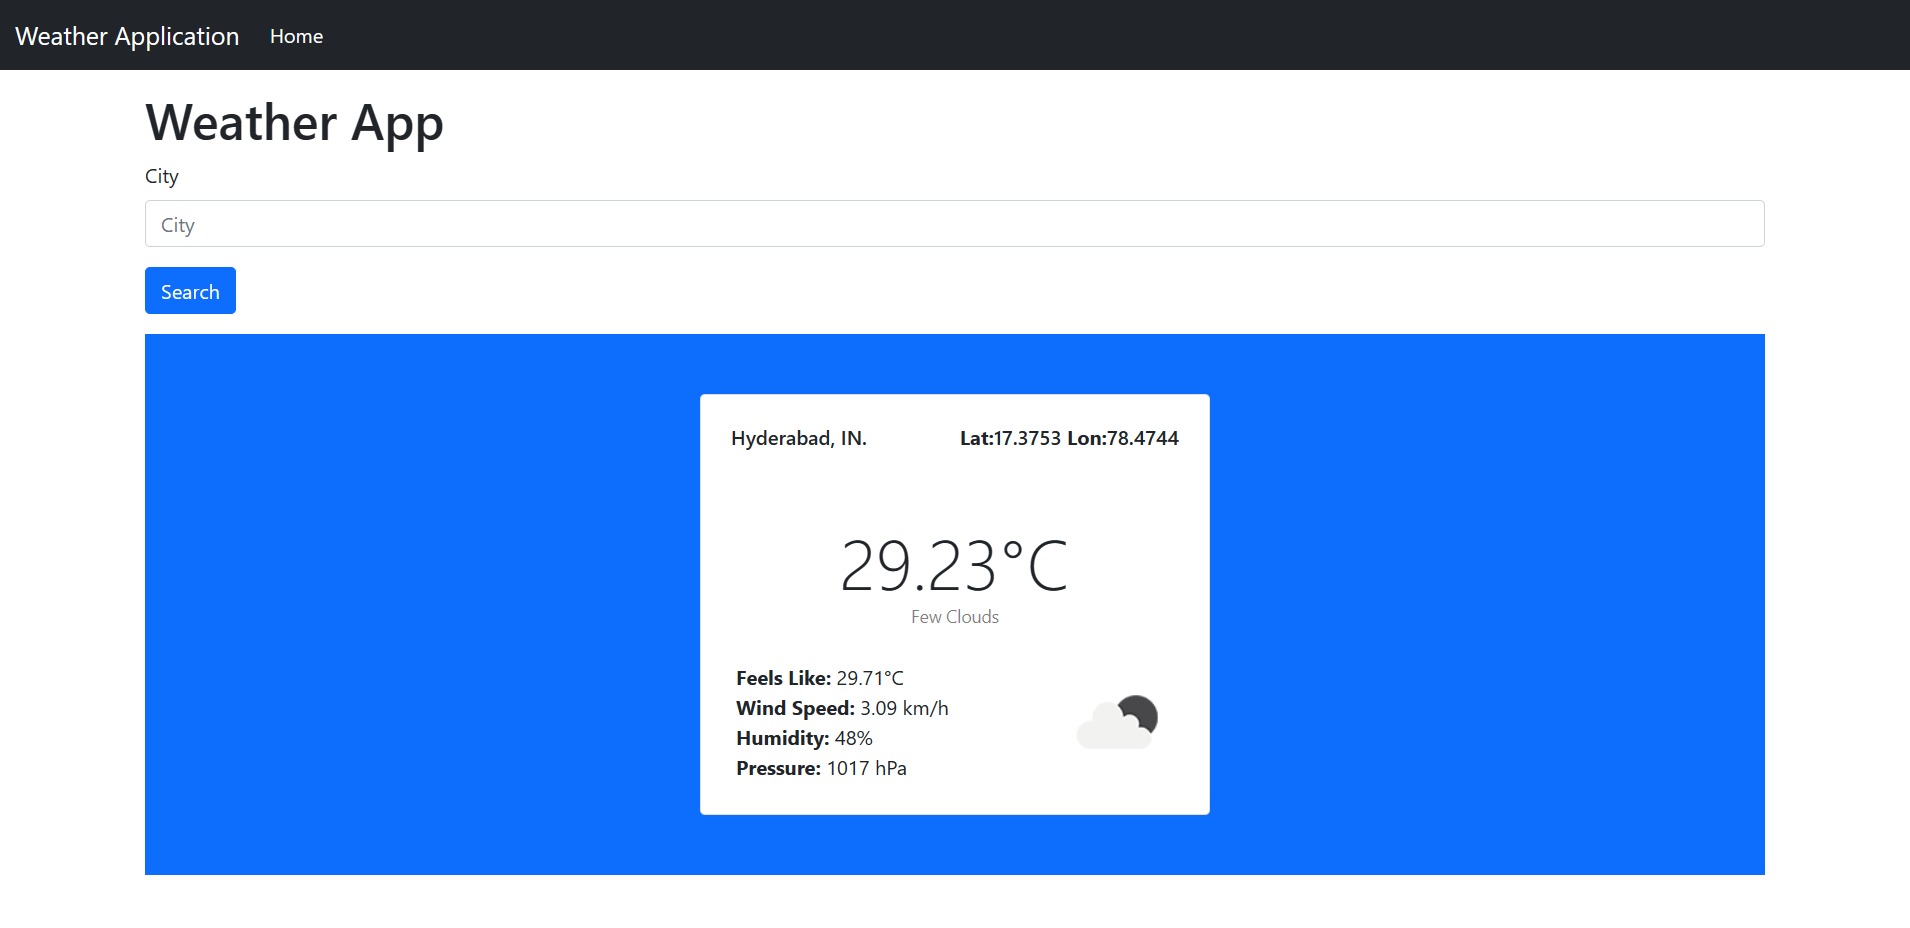 Weather Application Home
Weather App
City
City
Search
Hyderabad, IN. Lat:17.3753 Lon:78.4744
29.23°C
Few Clouds
Feels Like: 29.71°C
Wind Speed: 3.09 km/h
Humidity: 48%
Pressure: 1017 hPa